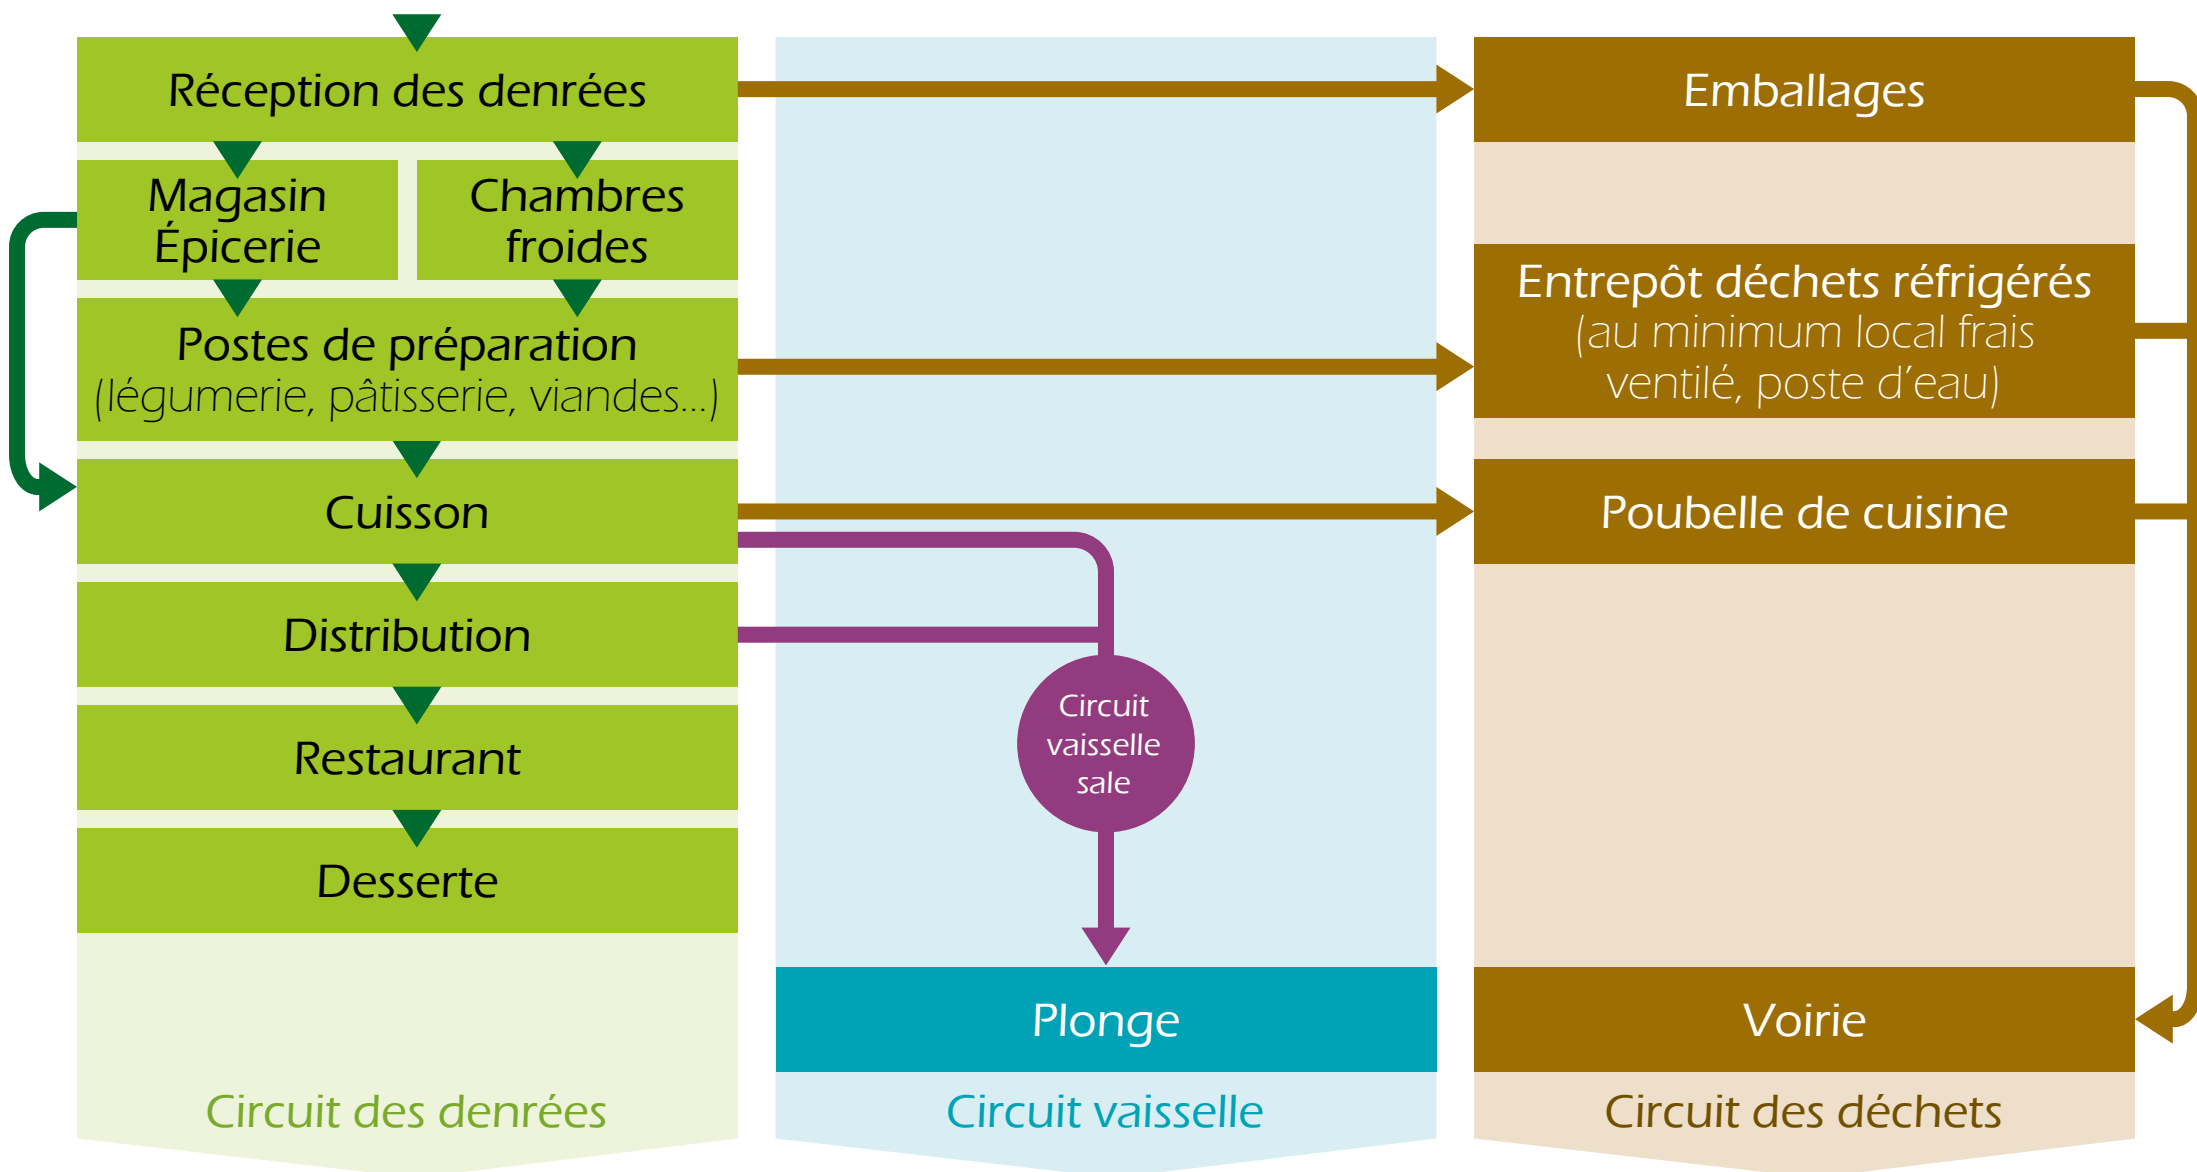 Réception des denrées
Emballages
Magasin
Épicerie
Chambres
froides
Postes de préparation
(légumerie, pâtisserie, viandes...)
Entrepôt déchets réfrigérés
(au minimum local frais
ventilé, poste d’eau)
Cuisson
Poubelle de cuisine
Distribution
Restaurant
Circuit
vaisselle
sale
Desserte
Plonge
Voirie
Circuit des denrées
Circuit vaisselle
Circuit des déchets